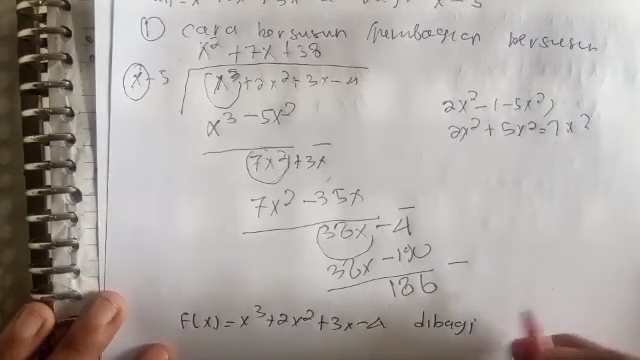 ① cara bersusun / pembagian bersusun
x² + 7x + 38
x - 5 x³ + 2x² + 3x - 4
x³ - 5x²
2x² - (-5x²)
2x² + 5x² = 7x²
7x² + 3x
7x² - 35x
38x - 4
38x - 190
186
F(x) = x³ + 2x² + 3x - 4 dibagi